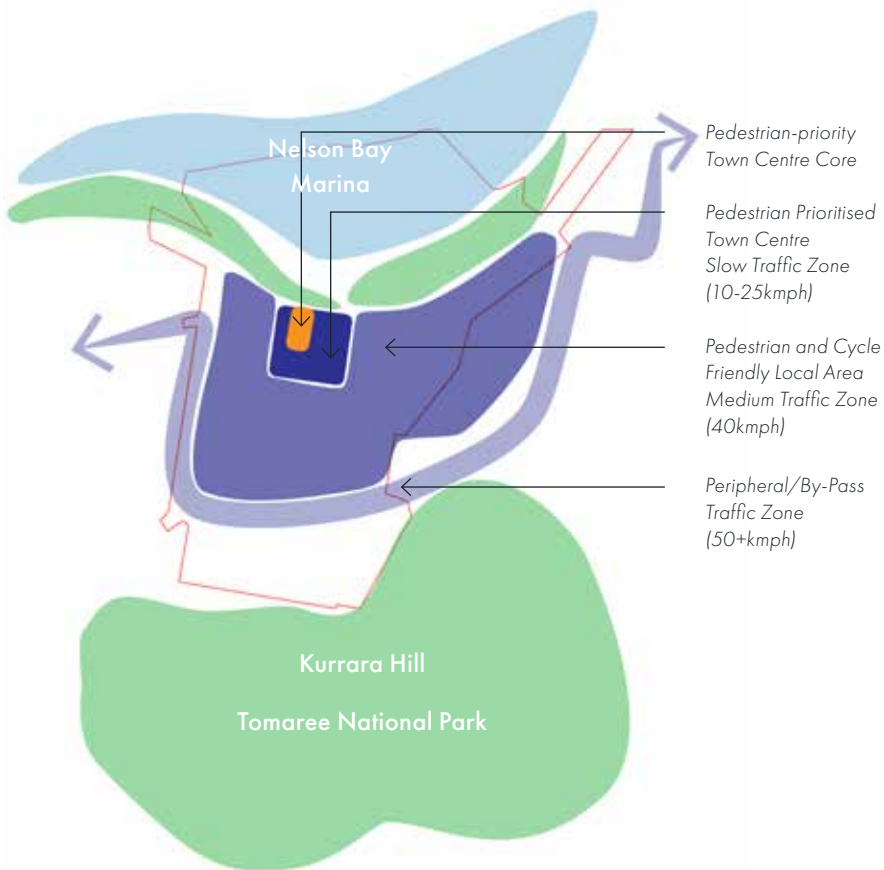 Nelson Bay
Marina
Pedestrian-priority
Town Centre Core
Pedestrian Prioritised
Town Centre
Slow Traffic Zone
(10-25kmph)
Pedestrian and Cycle
Friendly Local Area
Medium Traffic Zone
(40kmph)
Peripheral/By-Pass
Traffic Zone
(50+kmph)
Kurrara Hill
Tomaree National Park